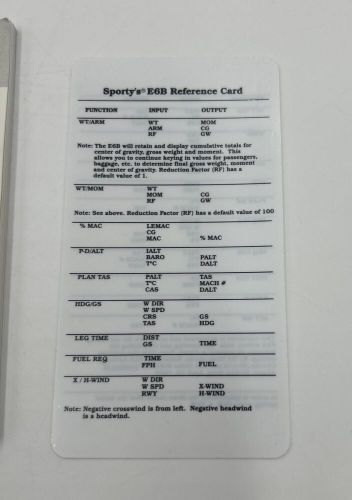 Sporty's® E6B Reference Card
FUNCTION INPUT OUTPUT
WT/ARM WT MOM
ARM CG
RF GW
Note: The E6B will retain and display cumulative totals for
center of gravity, gross weight and moment. This
allows you to continue keying in values for passengers,
baggage, etc. to determine final gross weight, moment
and center of gravity. Reduction Factor (RF) has a
default value of 1.
WT/MOM WT
MOM CG
RF GW
Note: See above. Reduction Factor (RF) has a default value of 100
% MAC LEMAC
CG
MAC % MAC
P-D/ALT IALT
BARO PALT
T°C DALT
PLAN TAS PALT TAS
T°C MACH #
CAS DALT
HDG/GS W DIR
W SPD
CRS GS
TAS HDG
LEG TIME DIST
GS TIME
FUEL REQ TIME
FPH FUEL
X / H-WIND W DIR
W SPD X-WIND
RWY H-WIND
Note: Negative crosswind is from left. Negative headwind
is a headwind.